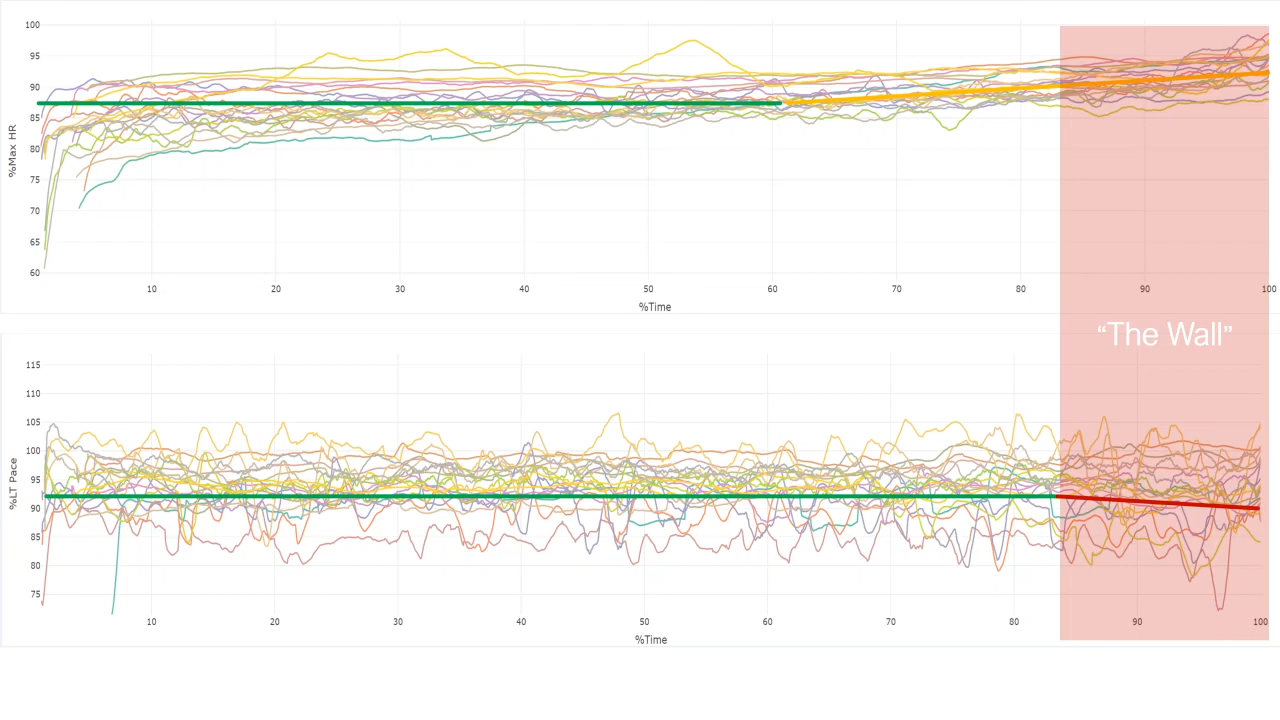 100
95
90
85
80
75
70
65
60
%Max HR
10 20 30 40 50 60 70 80 90 100
%Time
“The Wall”
115
110
105
100
95
90
85
80
75
%LT Pace
10 20 30 40 50 60 70 80 90 100
%Time